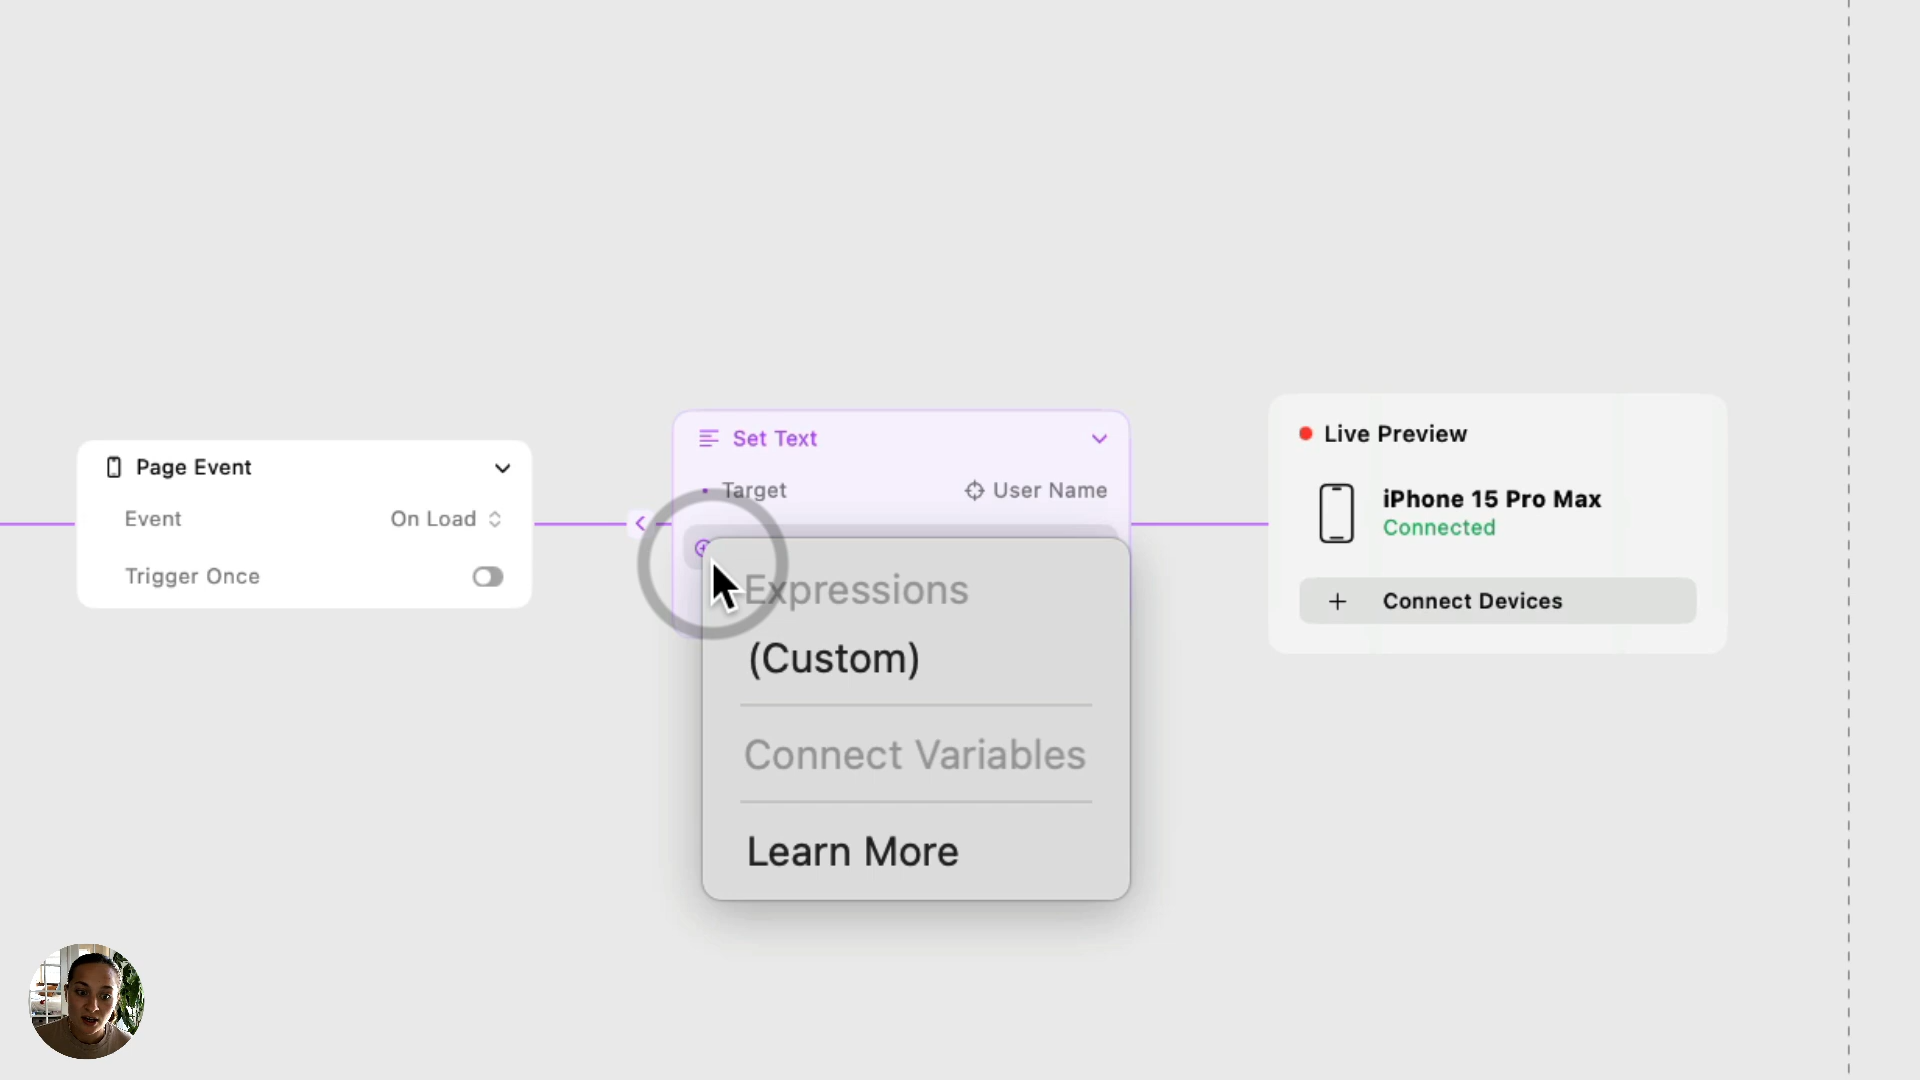 Page Event
Event
On Load
Trigger Once
Set Text
Target
User Name
Expressions
(Custom)
Connect Variables
Learn More
Live Preview
iPhone 15 Pro Max
Connected
Connect Devices